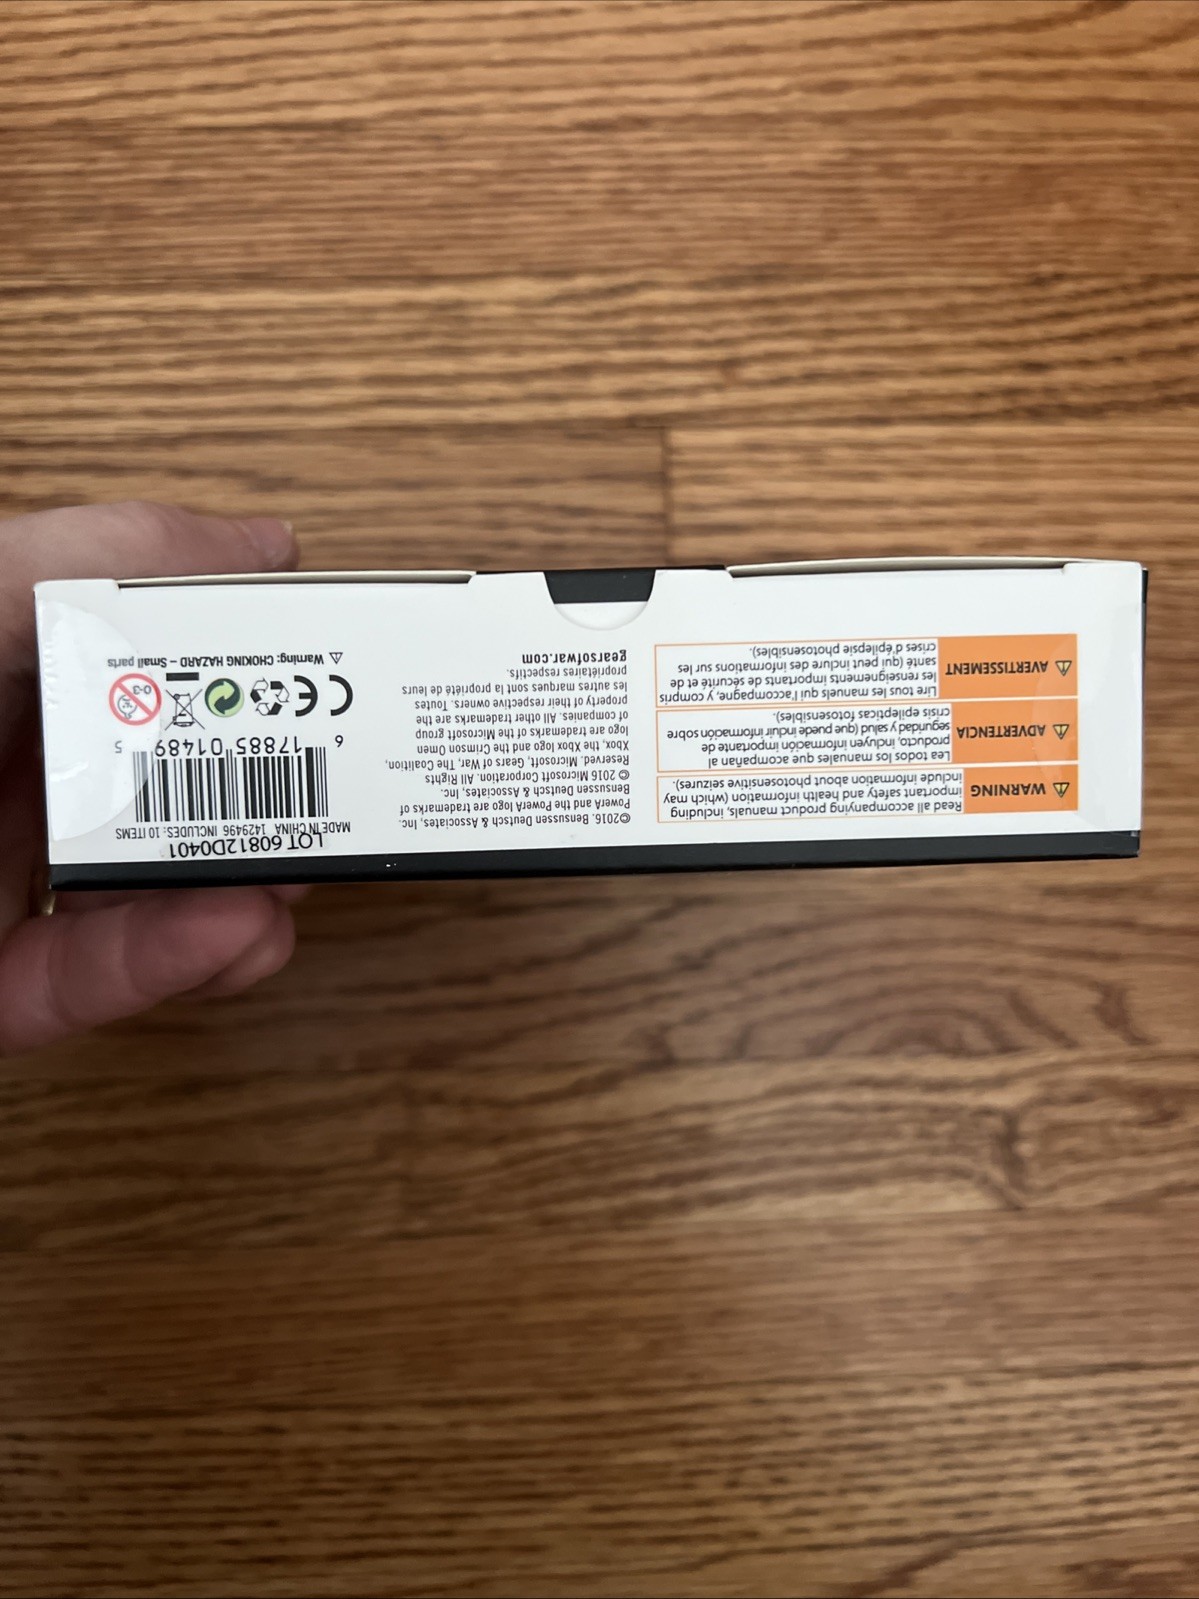 WARNING
Read all accompanying product manuals, including
important safety and health information (which may
include information about photosensitive seizures).
ADVERTENCIA
Lea todos los manuales que acompañan al
producto, incluyen información importante de
seguridad y salud (que puede incluir información sobre
crisis epilépticas fotosensibles).
AVERTISSEMENT
Lire tous les manuels qui l'accompagne, y compris
les renseignements importants de sécurité et de
santé (qui peut inclure des informations sur les
crises d'épilepsie photosensibles).
©2016. Bensussen Deutsch & Associates, Inc.
PowerA and the PowerA logo are trademarks of
Bensussen Deutsch & Associates, Inc.
© 2016 Microsoft Corporation. All Rights
Reserved. Microsoft, Gears of War, The Coalition,
Xbox, the Xbox logo and the Crimson Omen
logo are trademarks of the Microsoft group
of companies. All other trademarks are the
property of their respective owners. Toutes
les autres marques sont la propriété de leurs
propriétaires respectifs.
gearsofwar.com
LOT 60812D0401
MADE IN CHINA 1429496 INCLUDES: 10 ITEMS
6 17885 01489 5
CE
0-3
Warning: CHOKING HAZARD – Small parts